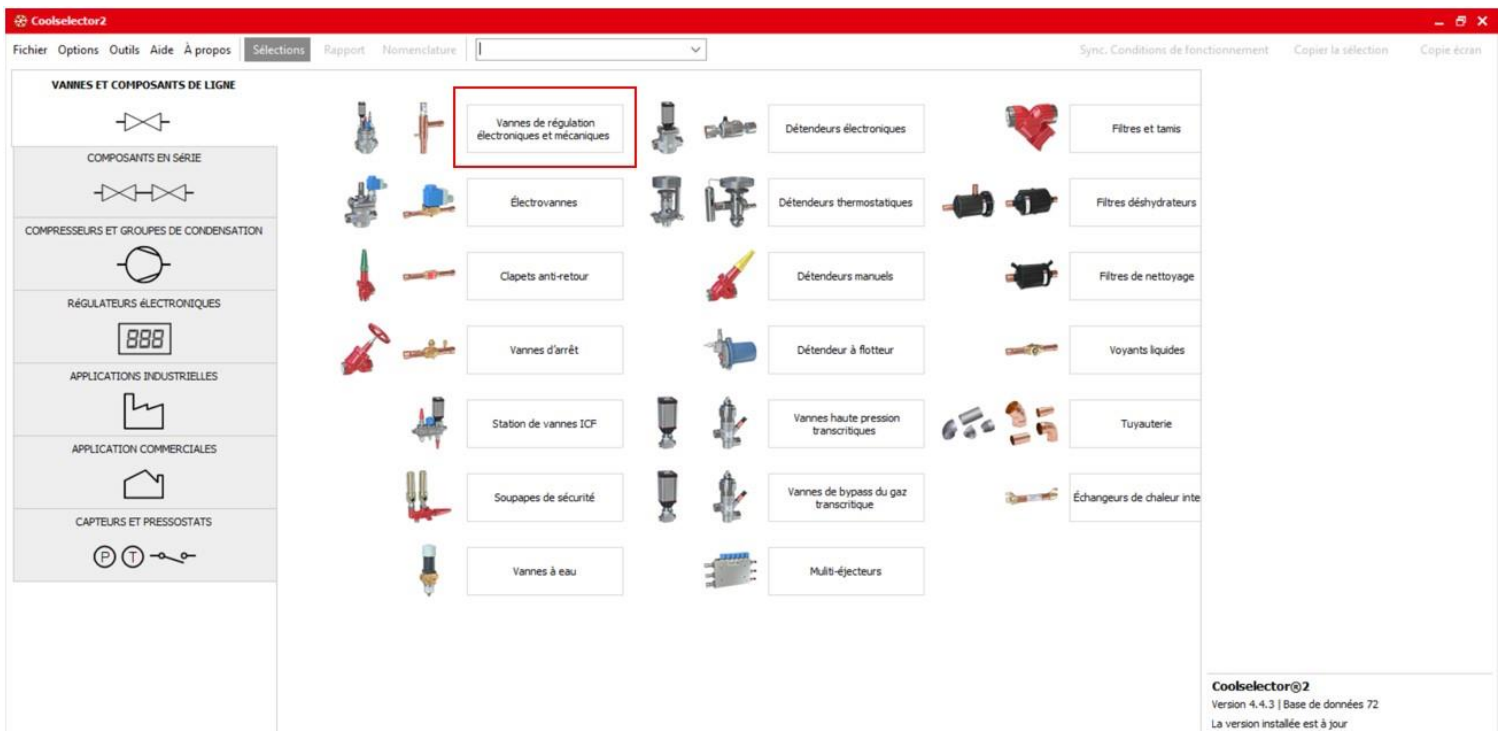 Coolselector2
Fichier Options Outils Aide À propos Sélections Rapport Nomenclature Sync. Conditions de fonctionnement Copier la sélection Copie écran
VANNES ET COMPOSANTS DE LIGNE
COMPOSANTS EN SéRIE
COMPRESSEURS ET GROUPES DE CONDENSATION
RéGULATEURS éLECTRONIQUES
888
APPLICATIONS INDUSTRIELLES
APPLICATION COMMERCIALES
CAPTEURS ET PRESSOSTATS
P T
Vannes de régulation
électroniques et mécaniques
Électrovannes
Clapets anti-retour
Vannes d'arrêt
Station de vannes ICF
Soupapes de sécurité
Vannes à eau
Détendeurs électroniques
Détendeurs thermostatiques
Détendeurs manuels
Détendeur à flotteur
Vannes haute pression
transcritiques
Vannes de bypass du gaz
transcritique
Muliti-éjecteurs
Filtres et tamis
Filtres déshydrateurs
Filtres de nettoyage
Voyants liquides
Tuyauterie
Échangeurs de chaleur inte
Coolselector®2
Version 4.4.3 | Base de données 72
La version installée est à jour